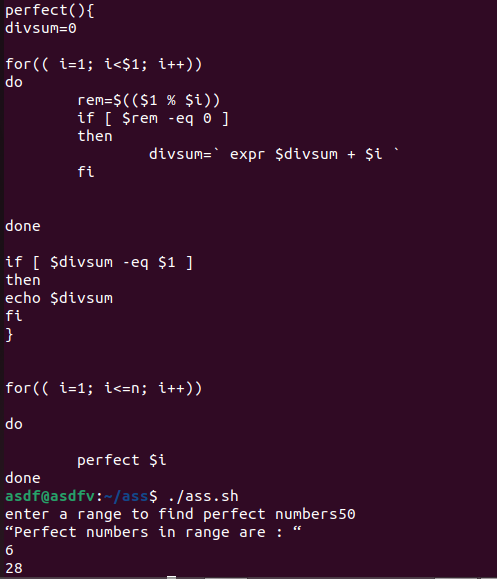 perfect(){
divsum=0
for(( i=1; i<$1; i++))
do
rem=$(($1 % $i))
if [ $rem -eq 0 ]
then
divsum=` expr $divsum + $i `
fi
done
if [ $divsum -eq $1 ]
then
echo $divsum
fi
}
for(( i=1; i<=n; i++))
do
perfect $i
done
asdf@asdfv:~/ass$ ./ass.sh
enter a range to find perfect numbers50
“Perfect numbers in range are : “
6
28